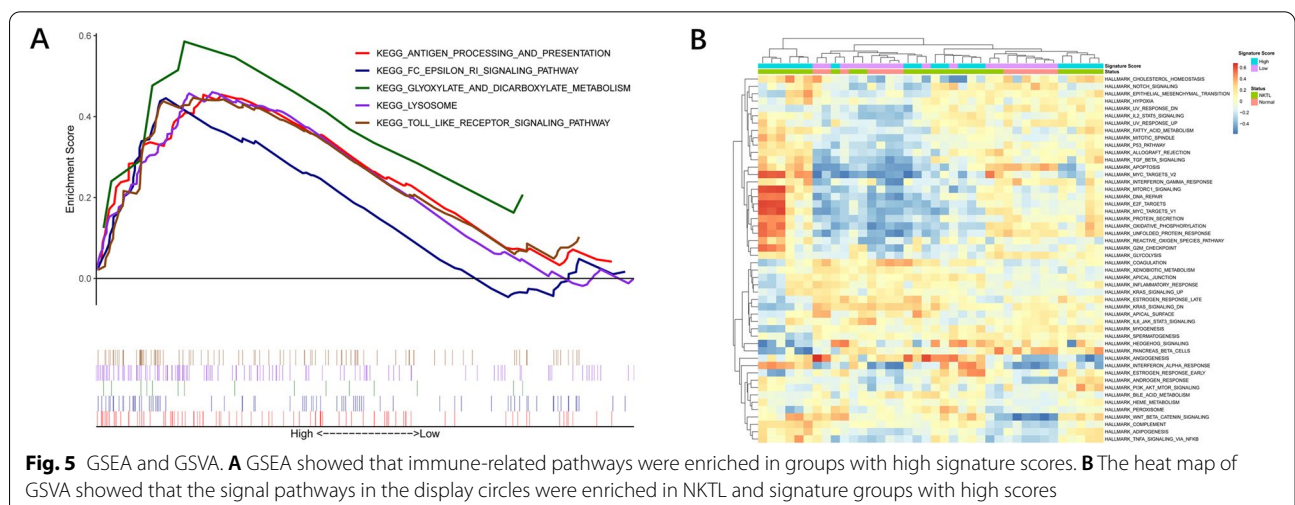 A
0.6
0.4
0.2
0.0
Enrichment Score
KEGG_ANTIGEN_PROCESSING_AND_PRESENTATION
KEGG_FC_EPSILON_RI_SIGNALING_PATHWAY
KEGG_GLYOXYLATE_AND_DICARBOXYLATE_METABOLISM
KEGG_LYSOSOME
KEGG_TOLL_LIKE_RECEPTOR_SIGNALING_PATHWAY
High <--------------->Low
B
Signature Score
Status
HALLMARK_CHOLESTEROL_HOMEOSTASIS
HALLMARK_NOTCH_SIGNALING
HALLMARK_EPITHELIAL_MESENCHYMAL_TRANSITION
HALLMARK_HYPOXIA
HALLMARK_UV_RESPONSE_DN
HALLMARK_IL2_STAT5_SIGNALING
HALLMARK_UV_RESPONSE_UP
HALLMARK_FATTY_ACID_METABOLISM
HALLMARK_MITOTIC_SPINDLE
HALLMARK_P53_PATHWAY
HALLMARK_ALLOGRAFT_REJECTION
HALLMARK_TGF_BETA_SIGNALING
HALLMARK_APOPTOSIS
HALLMARK_MYC_TARGETS_V2
HALLMARK_INTERFERON_GAMMA_RESPONSE
HALLMARK_MTORC1_SIGNALING
HALLMARK_DNA_REPAIR
HALLMARK_E2F_TARGETS
HALLMARK_MYC_TARGETS_V1
HALLMARK_PROTEIN_SECRETION
HALLMARK_OXIDATIVE_PHOSPHORYLATION
HALLMARK_UNFOLDED_PROTEIN_RESPONSE
HALLMARK_REACTIVE_OXIGEN_SPECIES_PATHWAY
HALLMARK_G2M_CHECKPOINT
HALLMARK_GLYCOLYSIS
HALLMARK_COAGULATION
HALLMARK_XENOBIOTIC_METABOLISM
HALLMARK_APICAL_JUNCTION
HALLMARK_INFLAMMATORY_RESPONSE
HALLMARK_KRAS_SIGNALING_UP
HALLMARK_ESTROGEN_RESPONSE_LATE
HALLMARK_KRAS_SIGNALING_DN
HALLMARK_APICAL_SURFACE
HALLMARK_IL6_JAK_STAT3_SIGNALING
HALLMARK_MYOGENESIS
HALLMARK_SPERMATOGENESIS
HALLMARK_HEDGEHOG_SIGNALING
HALLMARK_PANCREAS_BETA_CELLS
HALLMARK_ANGIOGENESIS
HALLMARK_INTERFERON_ALPHA_RESPONSE
HALLMARK_ESTROGEN_RESPONSE_EARLY
HALLMARK_ANDROGEN_RESPONSE
HALLMARK_PI3K_AKT_MTOR_SIGNALING
HALLMARK_BILE_ACID_METABOLISM
HALLMARK_HEME_METABOLISM
HALLMARK_PEROXISOME
HALLMARK_WNT_BETA_CATENIN_SIGNALING
HALLMARK_COMPLEMENT
HALLMARK_ADIPOGENESIS
HALLMARK_TNFA_SIGNALING_VIA_NFKB
0.6
0.4
0.2
0
−0.2
−0.4
Signature Score
High
Low
Status
NKTL
Normal
Fig. 5 GSEA and GSVA. A GSEA showed that immune-related pathways were enriched in groups with high signature scores. B The heat map of
GSVA showed that the signal pathways in the display circles were enriched in NKTL and signature groups with high scores